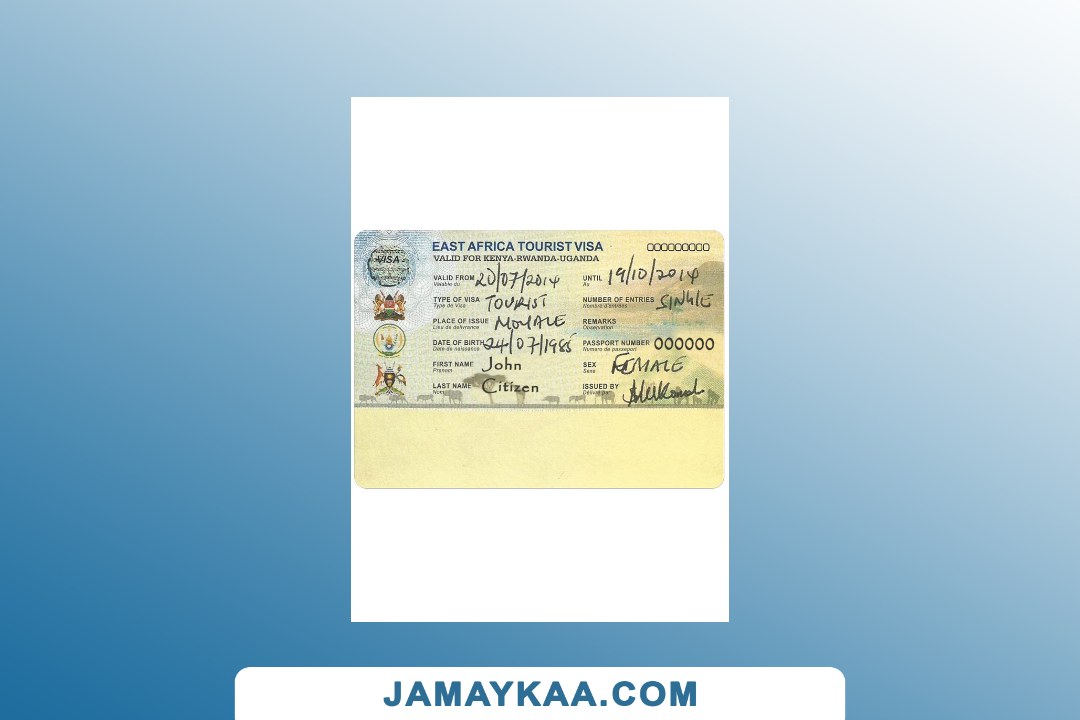 EAST AFRICA TOURIST VISA 000000000
VALID FOR KENYA-RWANDA-UGANDA
VISA
VALID FROM 20/07/2014 UNTIL 19/10/2014
Valable du Au
TYPE OF VISA TOURIST NUMBER OF ENTRIES SINGLE
Type de Visa Nombre d'entrées
PLACE OF ISSUE MOYALE REMARKS
Lieu de délivrance Observation
DATE OF BIRTH 24/07/1985 PASSPORT NUMBER 000000
Date de naissance Numéro de passeport
FIRST NAME John SEX FEMALE
Prénom Sexe
LAST NAME Citizen ISSUED BY
Nom Délivré par
JAMAYKAA.COM